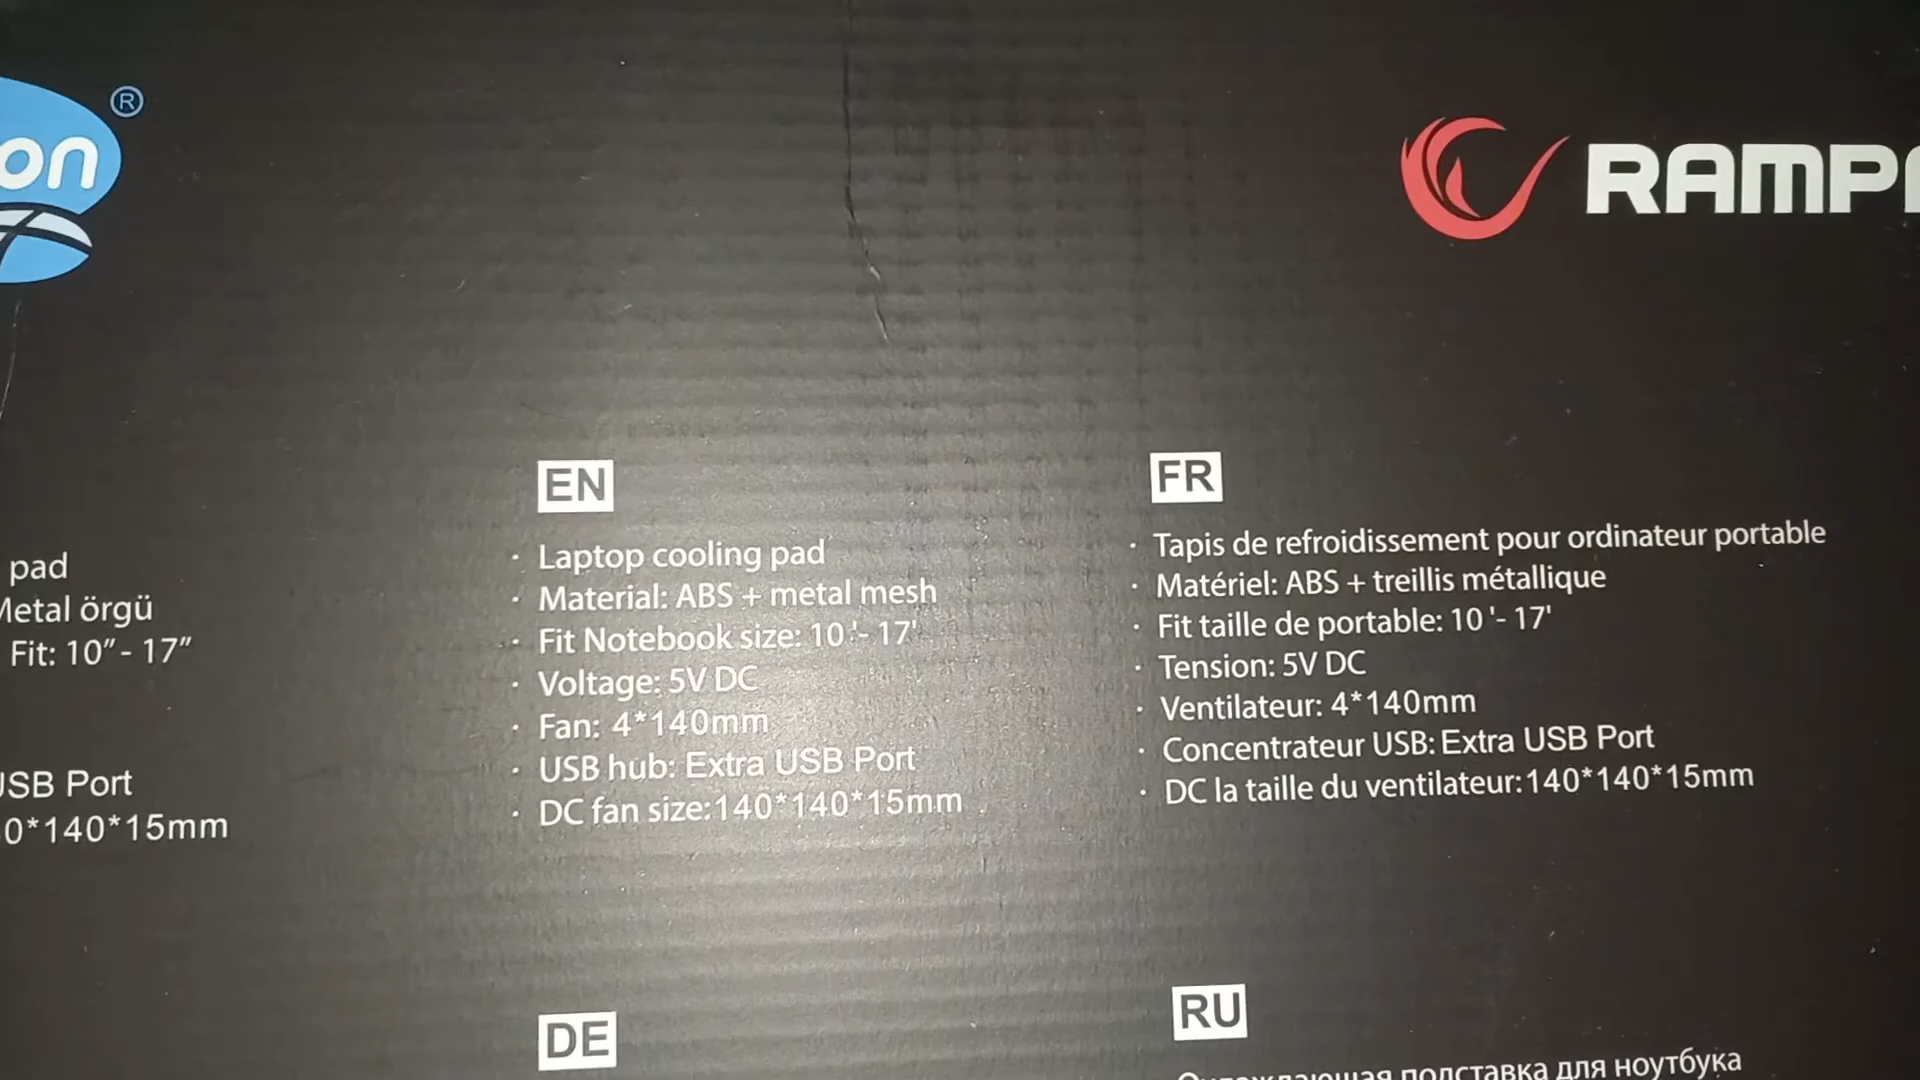 on ®
RAMPA
pad
Metal örgü
Fit: 10” - 17”
USB Port
0*140*15mm
EN
· Laptop cooling pad
· Material: ABS + metal mesh
· Fit Notebook size: 10 '- 17'
· Voltage: 5V DC
· Fan: 4*140mm
· USB hub: Extra USB Port
· DC fan size:140*140*15mm
FR
· Tapis de refroidissement pour ordinateur portable
· Matériel: ABS + treillis métallique
· Fit taille de portable: 10 '- 17'
· Tension: 5V DC
· Ventilateur: 4*140mm
· Concentrateur USB: Extra USB Port
· DC la taille du ventilateur:140*140*15mm
DE
RU
Охлаждающая подставка для ноутбука